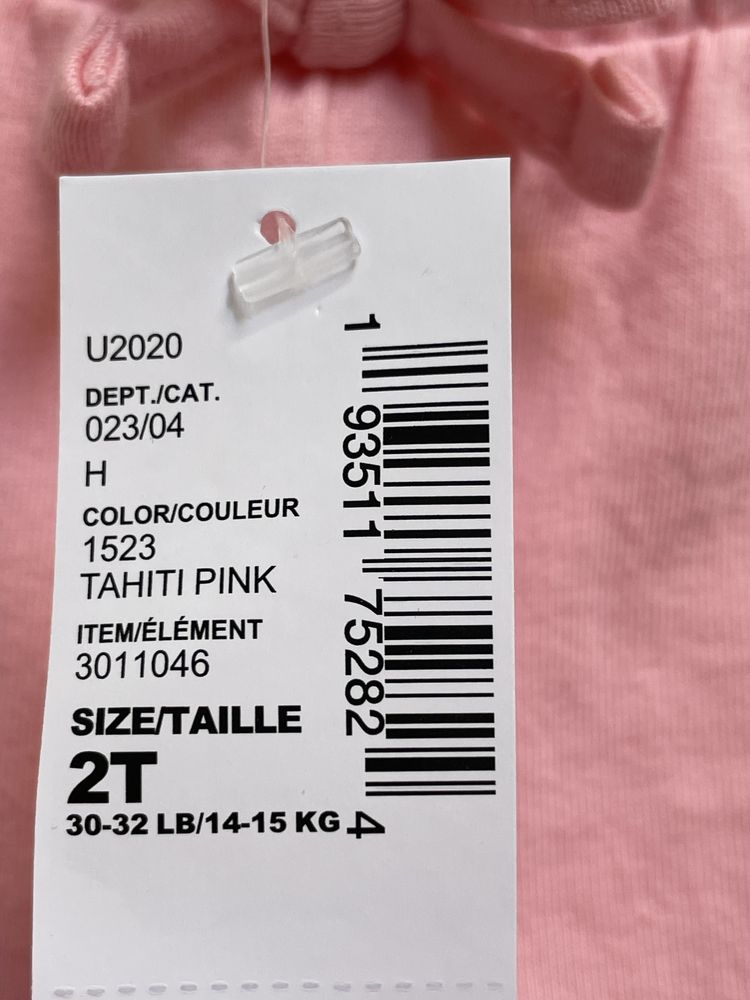 U2020
DEPT./CAT.
023/04
H
COLOR/COULEUR
1523
TAHITI PINK
ITEM/ÉLÉMENT
3011046
SIZE/TAILLE
2T
30-32 LB/14-15 KG
1 93511 75282 4